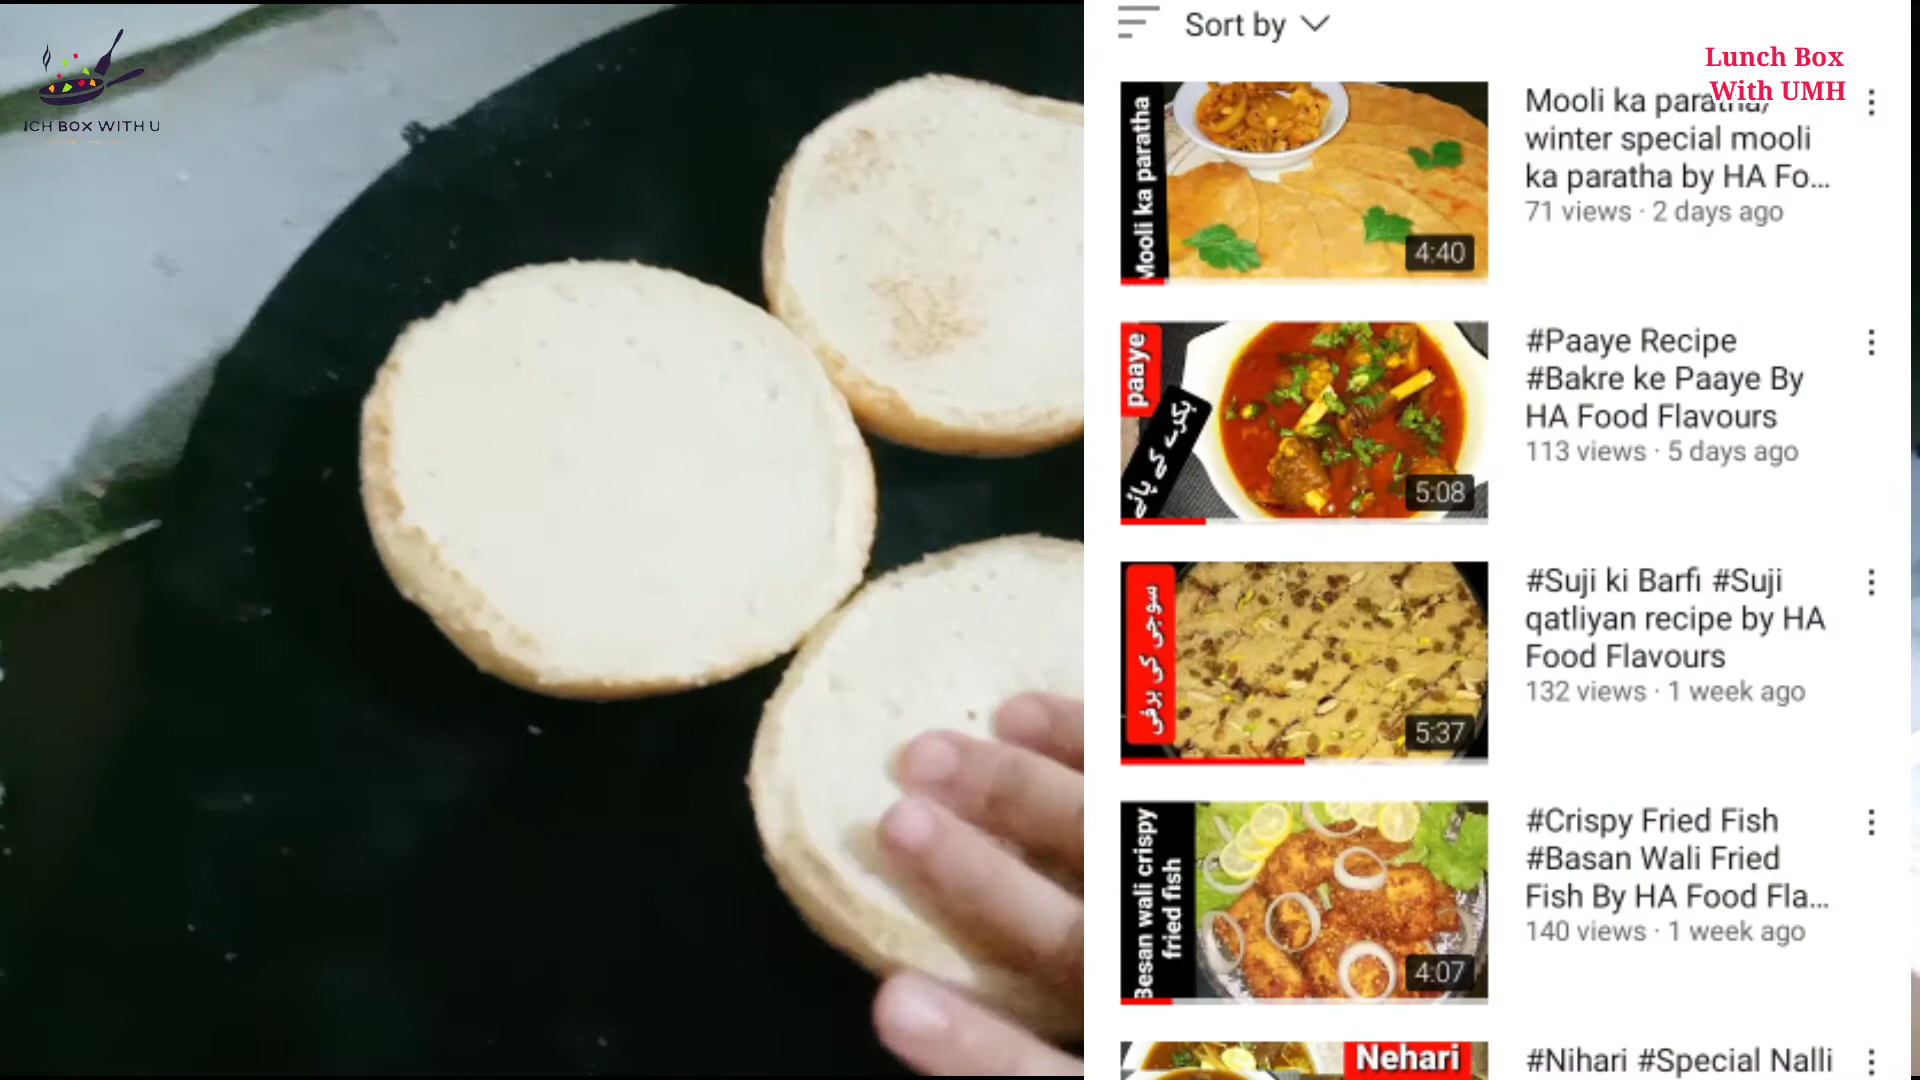 NCH BOX WITH U
Sort by
Lunch Box
With UMH
Mooli ka paratha
4:40
Mooli ka paratha/
winter special mooli
ka paratha by HA Fo...
71 views · 2 days ago
paaye
بکرے کے پائے
5:08
#Paaye Recipe
#Bakre ke Paaye By
HA Food Flavours
113 views · 5 days ago
سوجی کی برفی
5:37
#Suji ki Barfi #Suji
qatliyan recipe by HA
Food Flavours
132 views · 1 week ago
Besan wali crispy
fried fish
4:07
#Crispy Fried Fish
#Basan Wali Fried
Fish By HA Food Fla...
140 views · 1 week ago
Nehari
#Nihari #Special Nalli